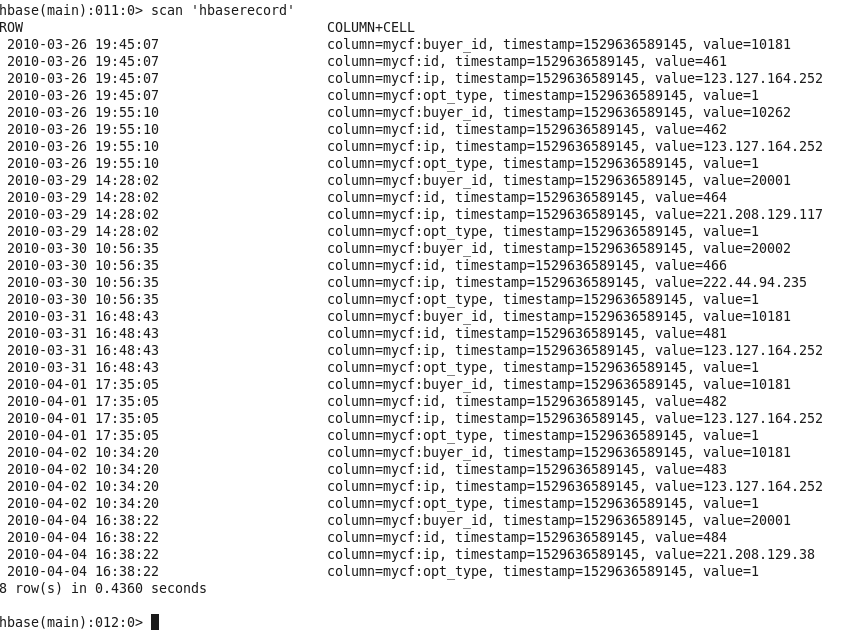 hbase(main):011:0> scan 'hbaserecord'
ROW COLUMN+CELL
2010-03-26 19:45:07 column=mycf:buyer_id, timestamp=1529636589145, value=10181
2010-03-26 19:45:07 column=mycf:id, timestamp=1529636589145, value=461
2010-03-26 19:45:07 column=mycf:ip, timestamp=1529636589145, value=123.127.164.252
2010-03-26 19:45:07 column=mycf:opt_type, timestamp=1529636589145, value=1
2010-03-26 19:55:10 column=mycf:buyer_id, timestamp=1529636589145, value=10262
2010-03-26 19:55:10 column=mycf:id, timestamp=1529636589145, value=462
2010-03-26 19:55:10 column=mycf:ip, timestamp=1529636589145, value=123.127.164.252
2010-03-26 19:55:10 column=mycf:opt_type, timestamp=1529636589145, value=1
2010-03-29 14:28:02 column=mycf:buyer_id, timestamp=1529636589145, value=20001
2010-03-29 14:28:02 column=mycf:id, timestamp=1529636589145, value=464
2010-03-29 14:28:02 column=mycf:ip, timestamp=1529636589145, value=221.208.129.117
2010-03-29 14:28:02 column=mycf:opt_type, timestamp=1529636589145, value=1
2010-03-30 10:56:35 column=mycf:buyer_id, timestamp=1529636589145, value=20002
2010-03-30 10:56:35 column=mycf:id, timestamp=1529636589145, value=466
2010-03-30 10:56:35 column=mycf:ip, timestamp=1529636589145, value=222.44.94.235
2010-03-30 10:56:35 column=mycf:opt_type, timestamp=1529636589145, value=1
2010-03-31 16:48:43 column=mycf:buyer_id, timestamp=1529636589145, value=10181
2010-03-31 16:48:43 column=mycf:id, timestamp=1529636589145, value=481
2010-03-31 16:48:43 column=mycf:ip, timestamp=1529636589145, value=123.127.164.252
2010-03-31 16:48:43 column=mycf:opt_type, timestamp=1529636589145, value=1
2010-04-01 17:35:05 column=mycf:buyer_id, timestamp=1529636589145, value=10181
2010-04-01 17:35:05 column=mycf:id, timestamp=1529636589145, value=482
2010-04-01 17:35:05 column=mycf:ip, timestamp=1529636589145, value=123.127.164.252
2010-04-01 17:35:05 column=mycf:opt_type, timestamp=1529636589145, value=1
2010-04-02 10:34:20 column=mycf:buyer_id, timestamp=1529636589145, value=10181
2010-04-02 10:34:20 column=mycf:id, timestamp=1529636589145, value=483
2010-04-02 10:34:20 column=mycf:ip, timestamp=1529636589145, value=123.127.164.252
2010-04-02 10:34:20 column=mycf:opt_type, timestamp=1529636589145, value=1
2010-04-04 16:38:22 column=mycf:buyer_id, timestamp=1529636589145, value=20001
2010-04-04 16:38:22 column=mycf:id, timestamp=1529636589145, value=484
2010-04-04 16:38:22 column=mycf:ip, timestamp=1529636589145, value=221.208.129.38
2010-04-04 16:38:22 column=mycf:opt_type, timestamp=1529636589145, value=1
8 row(s) in 0.4360 seconds
hbase(main):012:0>